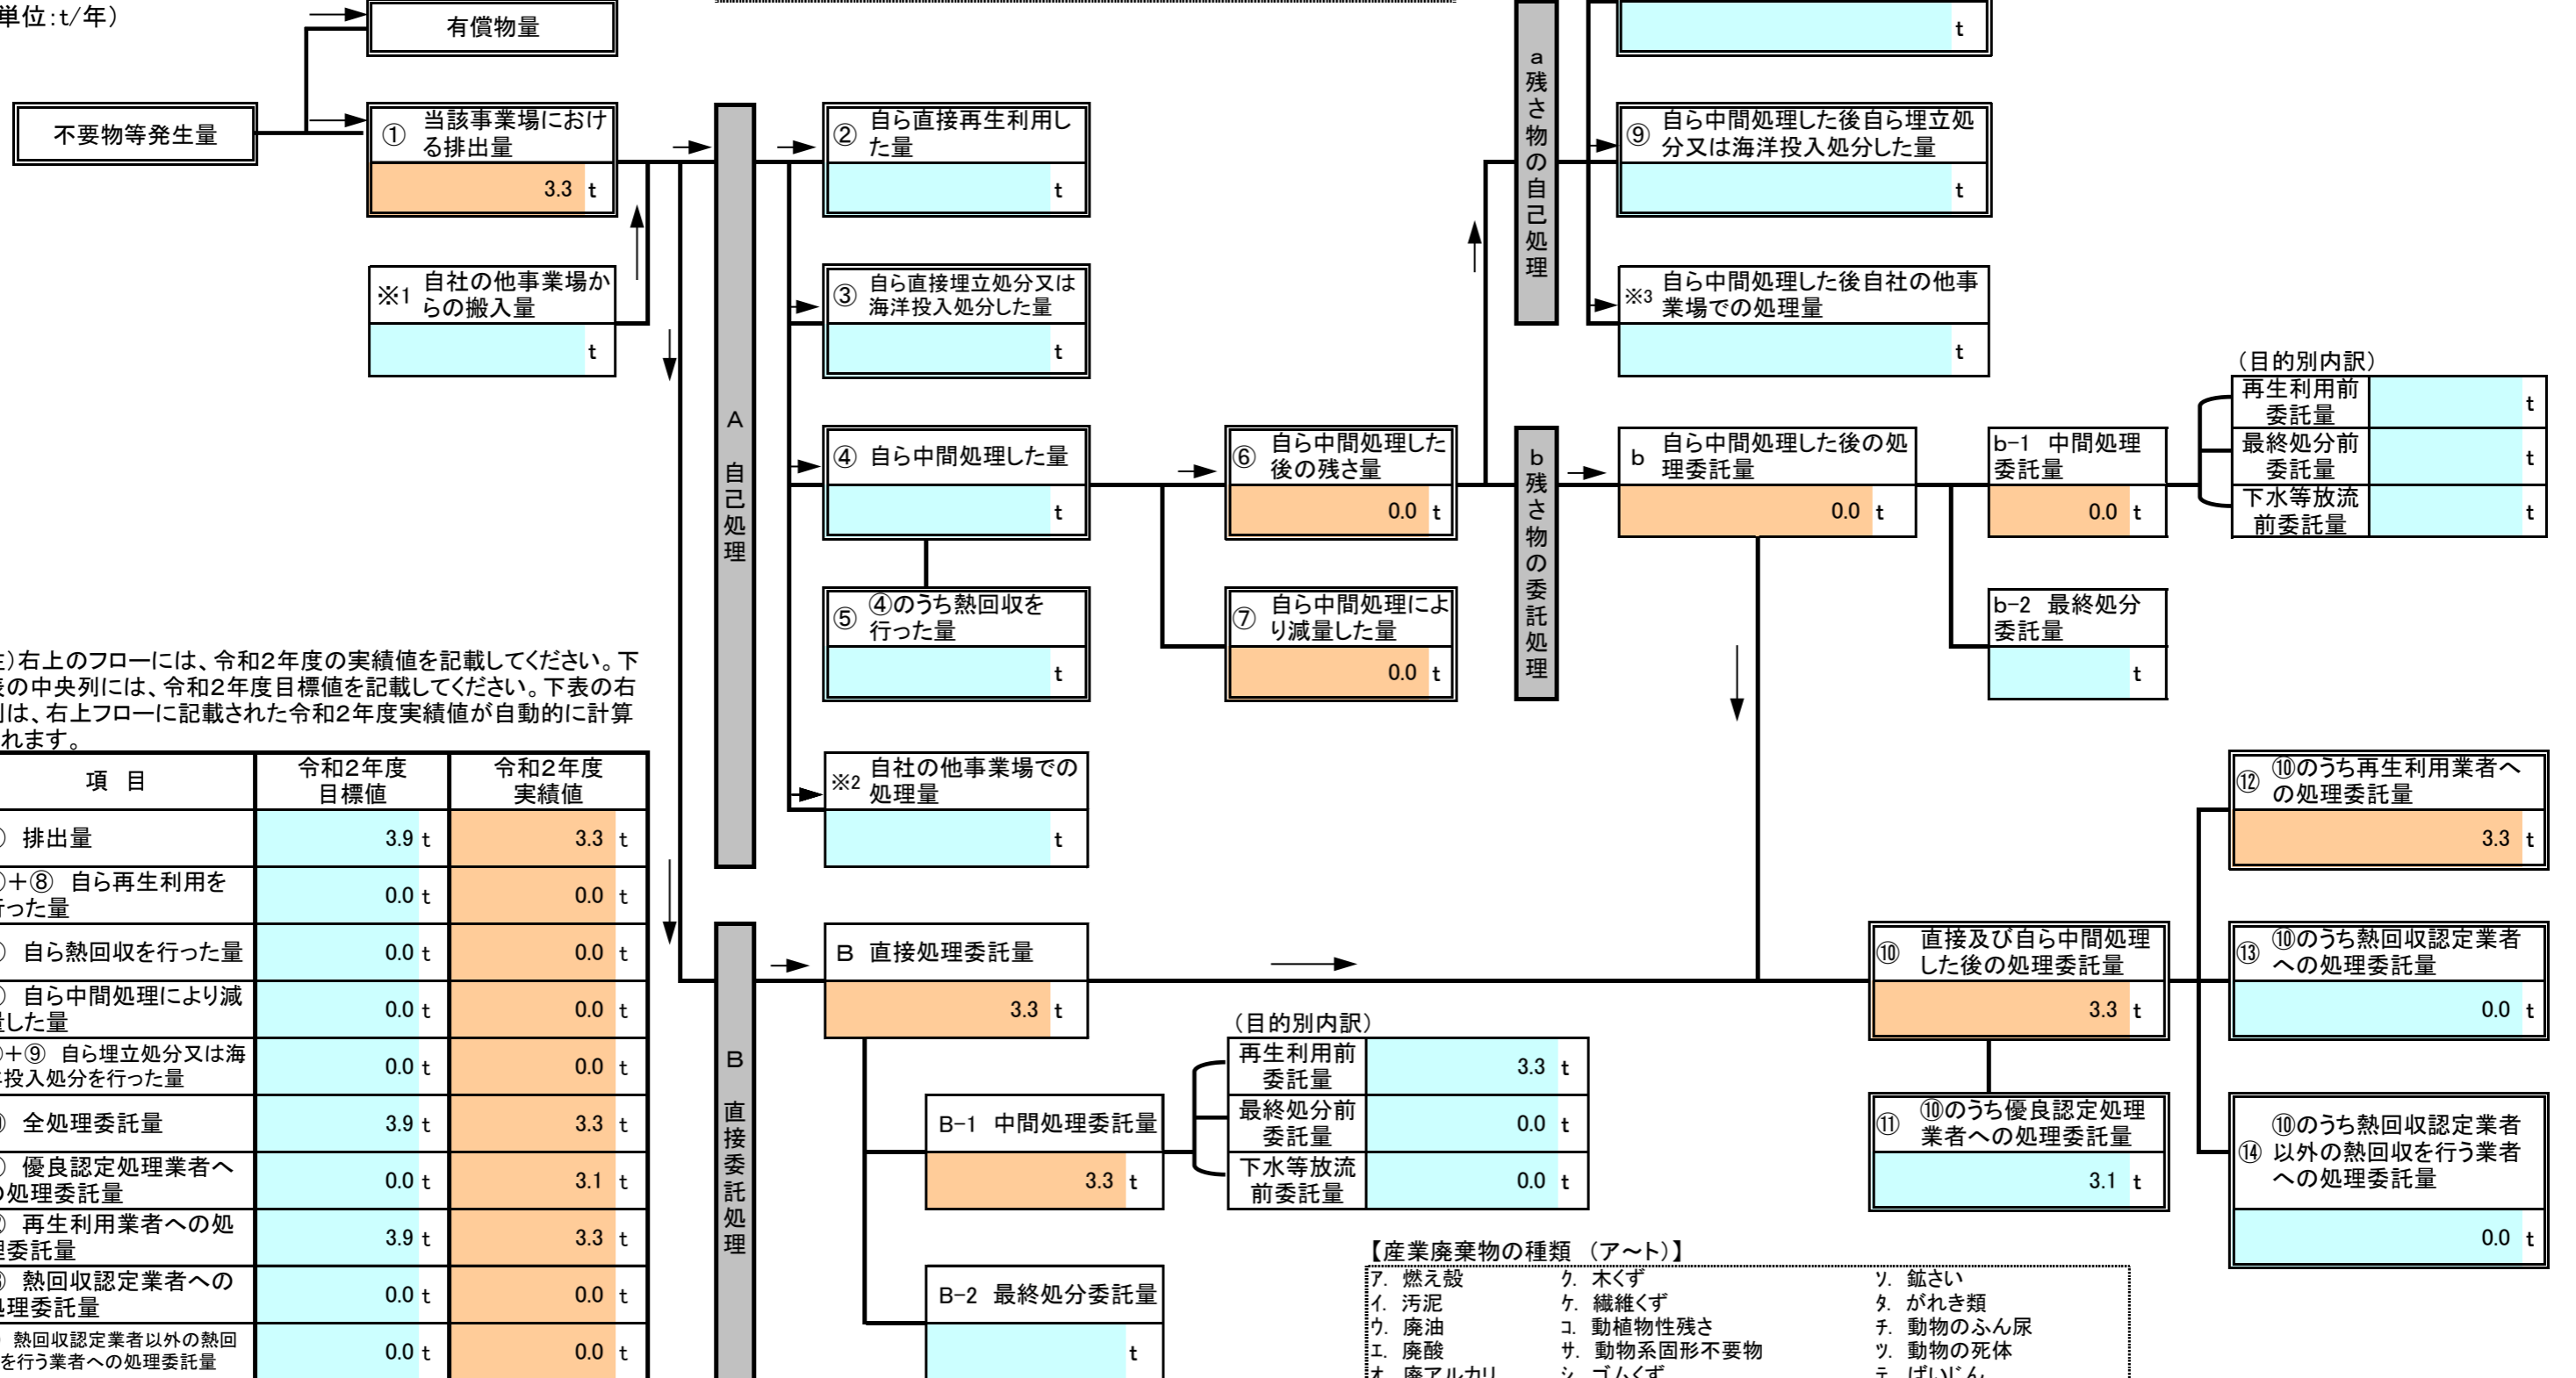 単位:t/年)
有償物量
t
不要物等発生量
① 当該事業場におけ
る排出量
3.3 t
② 自ら直接再生利用し
た量
t
a 残さ物の自己処理
⑨ 自ら中間処理した後自ら埋立処
分又は海洋投入処分した量
t
※1 自社の他事業場か
らの搬入量
t
③ 自ら直接埋立処分又は
海洋投入処分した量
t
※3 自ら中間処理した後自社の他事
業場での処理量
t
A 自己処理
④ 自ら中間処理した量
t
⑥ 自ら中間処理した
後の残さ量
0.0 t
b 残さ物の委託処理
b 自ら中間処理した後の処
理委託量
0.0 t
b-1 中間処理
委託量
0.0 t
(目的別内訳)
再生利用前
委託量 t
最終処分前
委託量 t
下水等放流
前委託量 t
⑤ ④のうち熱回収を
行った量
t
⑦ 自ら中間処理によ
り減量した量
0.0 t
b-2 最終処分
委託量
t
)右上のフローには、令和2年度の実績値を記載してください。下
の中央列には、令和2年度目標値を記載してください。下表の右
は、右上フローに記載された令和2年度実績値が自動的に計算
れます。
※2 自社の他事業場での
処理量
t
項 目 令和2年度
目標値 令和2年度
実績値
排出量 3.9 t 3.3 t
+⑧ 自ら再生利用を
った量 0.0 t 0.0 t
自ら熱回収を行った量 0.0 t 0.0 t
自ら中間処理により減
した量 0.0 t 0.0 t
+⑨ 自ら埋立処分又は海
投入処分を行った量 0.0 t 0.0 t
全処理委託量 3.9 t 3.3 t
優良認定処理業者へ
処理委託量 0.0 t 3.1 t
再生利用業者への処
委託量 3.9 t 3.3 t
熱回収認定業者への
処理委託量 0.0 t 0.0 t
熱回収認定業者以外の熱回
を行う業者への処理委託量 0.0 t 0.0 t
B 直接委託処理
B 直接処理委託量
3.3 t
B-1 中間処理委託量
3.3 t
(目的別内訳)
再生利用前
委託量 3.3 t
最終処分前
委託量 0.0 t
下水等放流
前委託量 0.0 t
B-2 最終処分委託量
t
⑩ 直接及び自ら中間処理
した後の処理委託量
3.3 t
⑪ ⑩のうち優良認定処理
業者への処理委託量
3.1 t
⑫ ⑩のうち再生利用業者へ
の処理委託量
3.3 t
⑬ ⑩のうち熱回収認定業者
への処理委託量
0.0 t
⑭ ⑩のうち熱回収認定業者
以外の熱回収を行う業者
への処理委託量
0.0 t
【産業廃棄物の種類 (ア~ト)】
ア. 燃え殻 ク. 木くず ソ. 鉱さい
イ. 汚泥 ケ. 繊維くず タ. がれき類
ウ. 廃油 コ. 動植物性残さ チ. 動物のふん尿
エ. 廃酸 サ. 動物系固形不要物 ツ. 動物の死体
オ. 廃アルカリ シ. ゴムくず テ. ばいじん